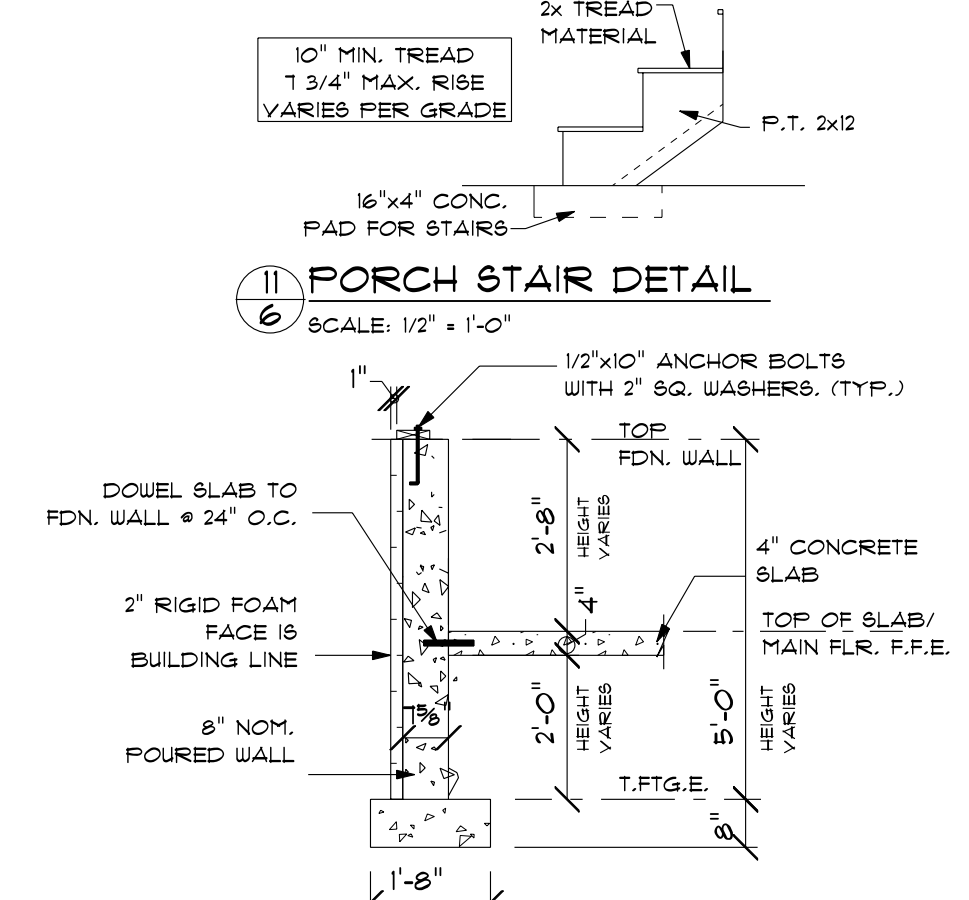 2x TREAD
MATERIAL
10" MIN. TREAD
7 3/4" MAX. RISE
VARIES PER GRADE
P.T. 2x12
16"x4" CONC.
PAD FOR STAIRS
11
6
PORCH STAIR DETAIL
SCALE: 1/2" = 1'-0"
1/2"x10" ANCHOR BOLTS
WITH 2" SQ. WASHERS. (TYP.)
1"
TOP
FDN. WALL
DOWEL SLAB TO
FDN. WALL @ 24" O.C.
2'-8"
HEIGHT
VARIES
4"
4" CONCRETE
SLAB
2" RIGID FOAM
FACE IS
BUILDING LINE
TOP OF SLAB/
MAIN FLR. F.F.E.
2'-0"
HEIGHT
VARIES
5'-0"
HEIGHT
VARIES
8" NOM.
POURED WALL
T.FTG.E.
8"
1'-8"